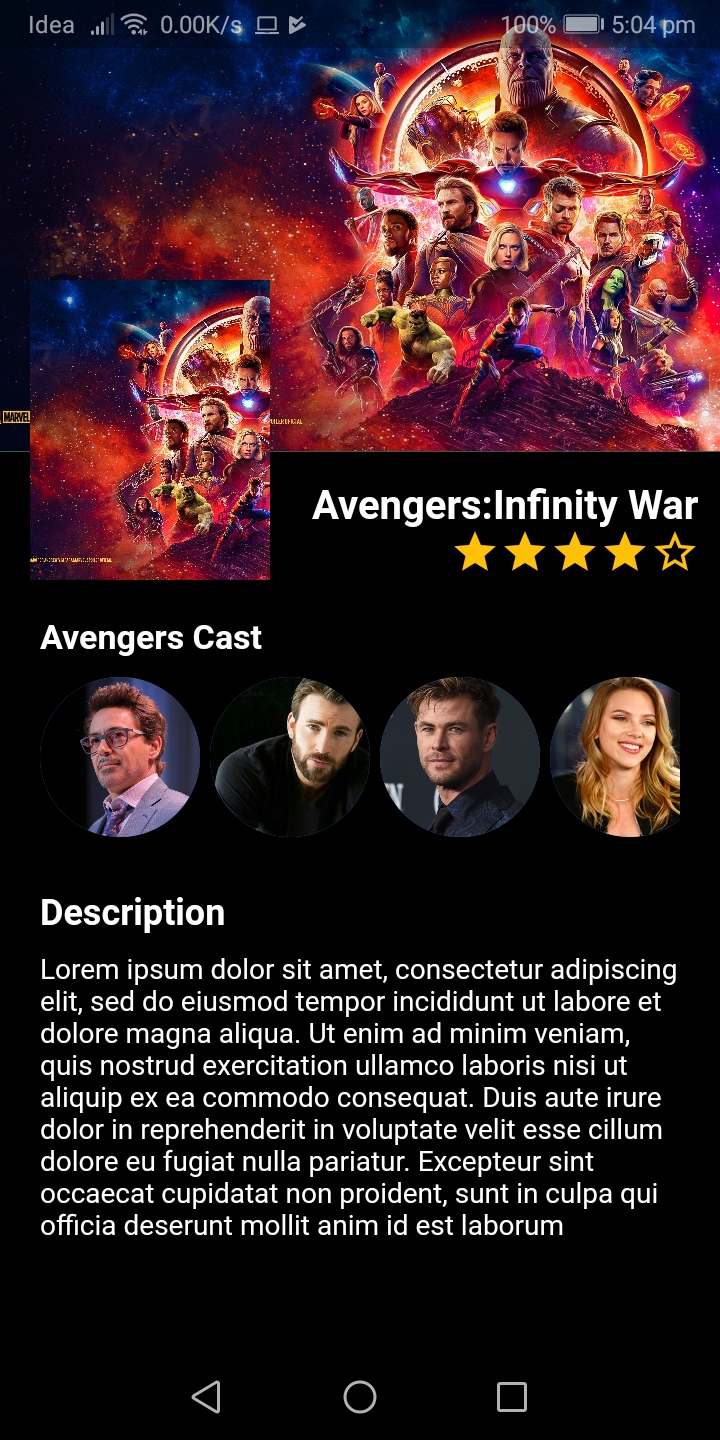 Idea 0.00K/s 100% 5:04 pm
MARVEL
Avengers:Infinity War
Avengers Cast
Description
Lorem ipsum dolor sit amet, consectetur adipiscing
elit, sed do eiusmod tempor incididunt ut labore et
dolore magna aliqua. Ut enim ad minim veniam,
quis nostrud exercitation ullamco laboris nisi ut
aliquip ex ea commodo consequat. Duis aute irure
dolor in reprehenderit in voluptate velit esse cillum
dolore eu fugiat nulla pariatur. Excepteur sint
occaecat cupidatat non proident, sunt in culpa qui
officia deserunt mollit anim id est laborum